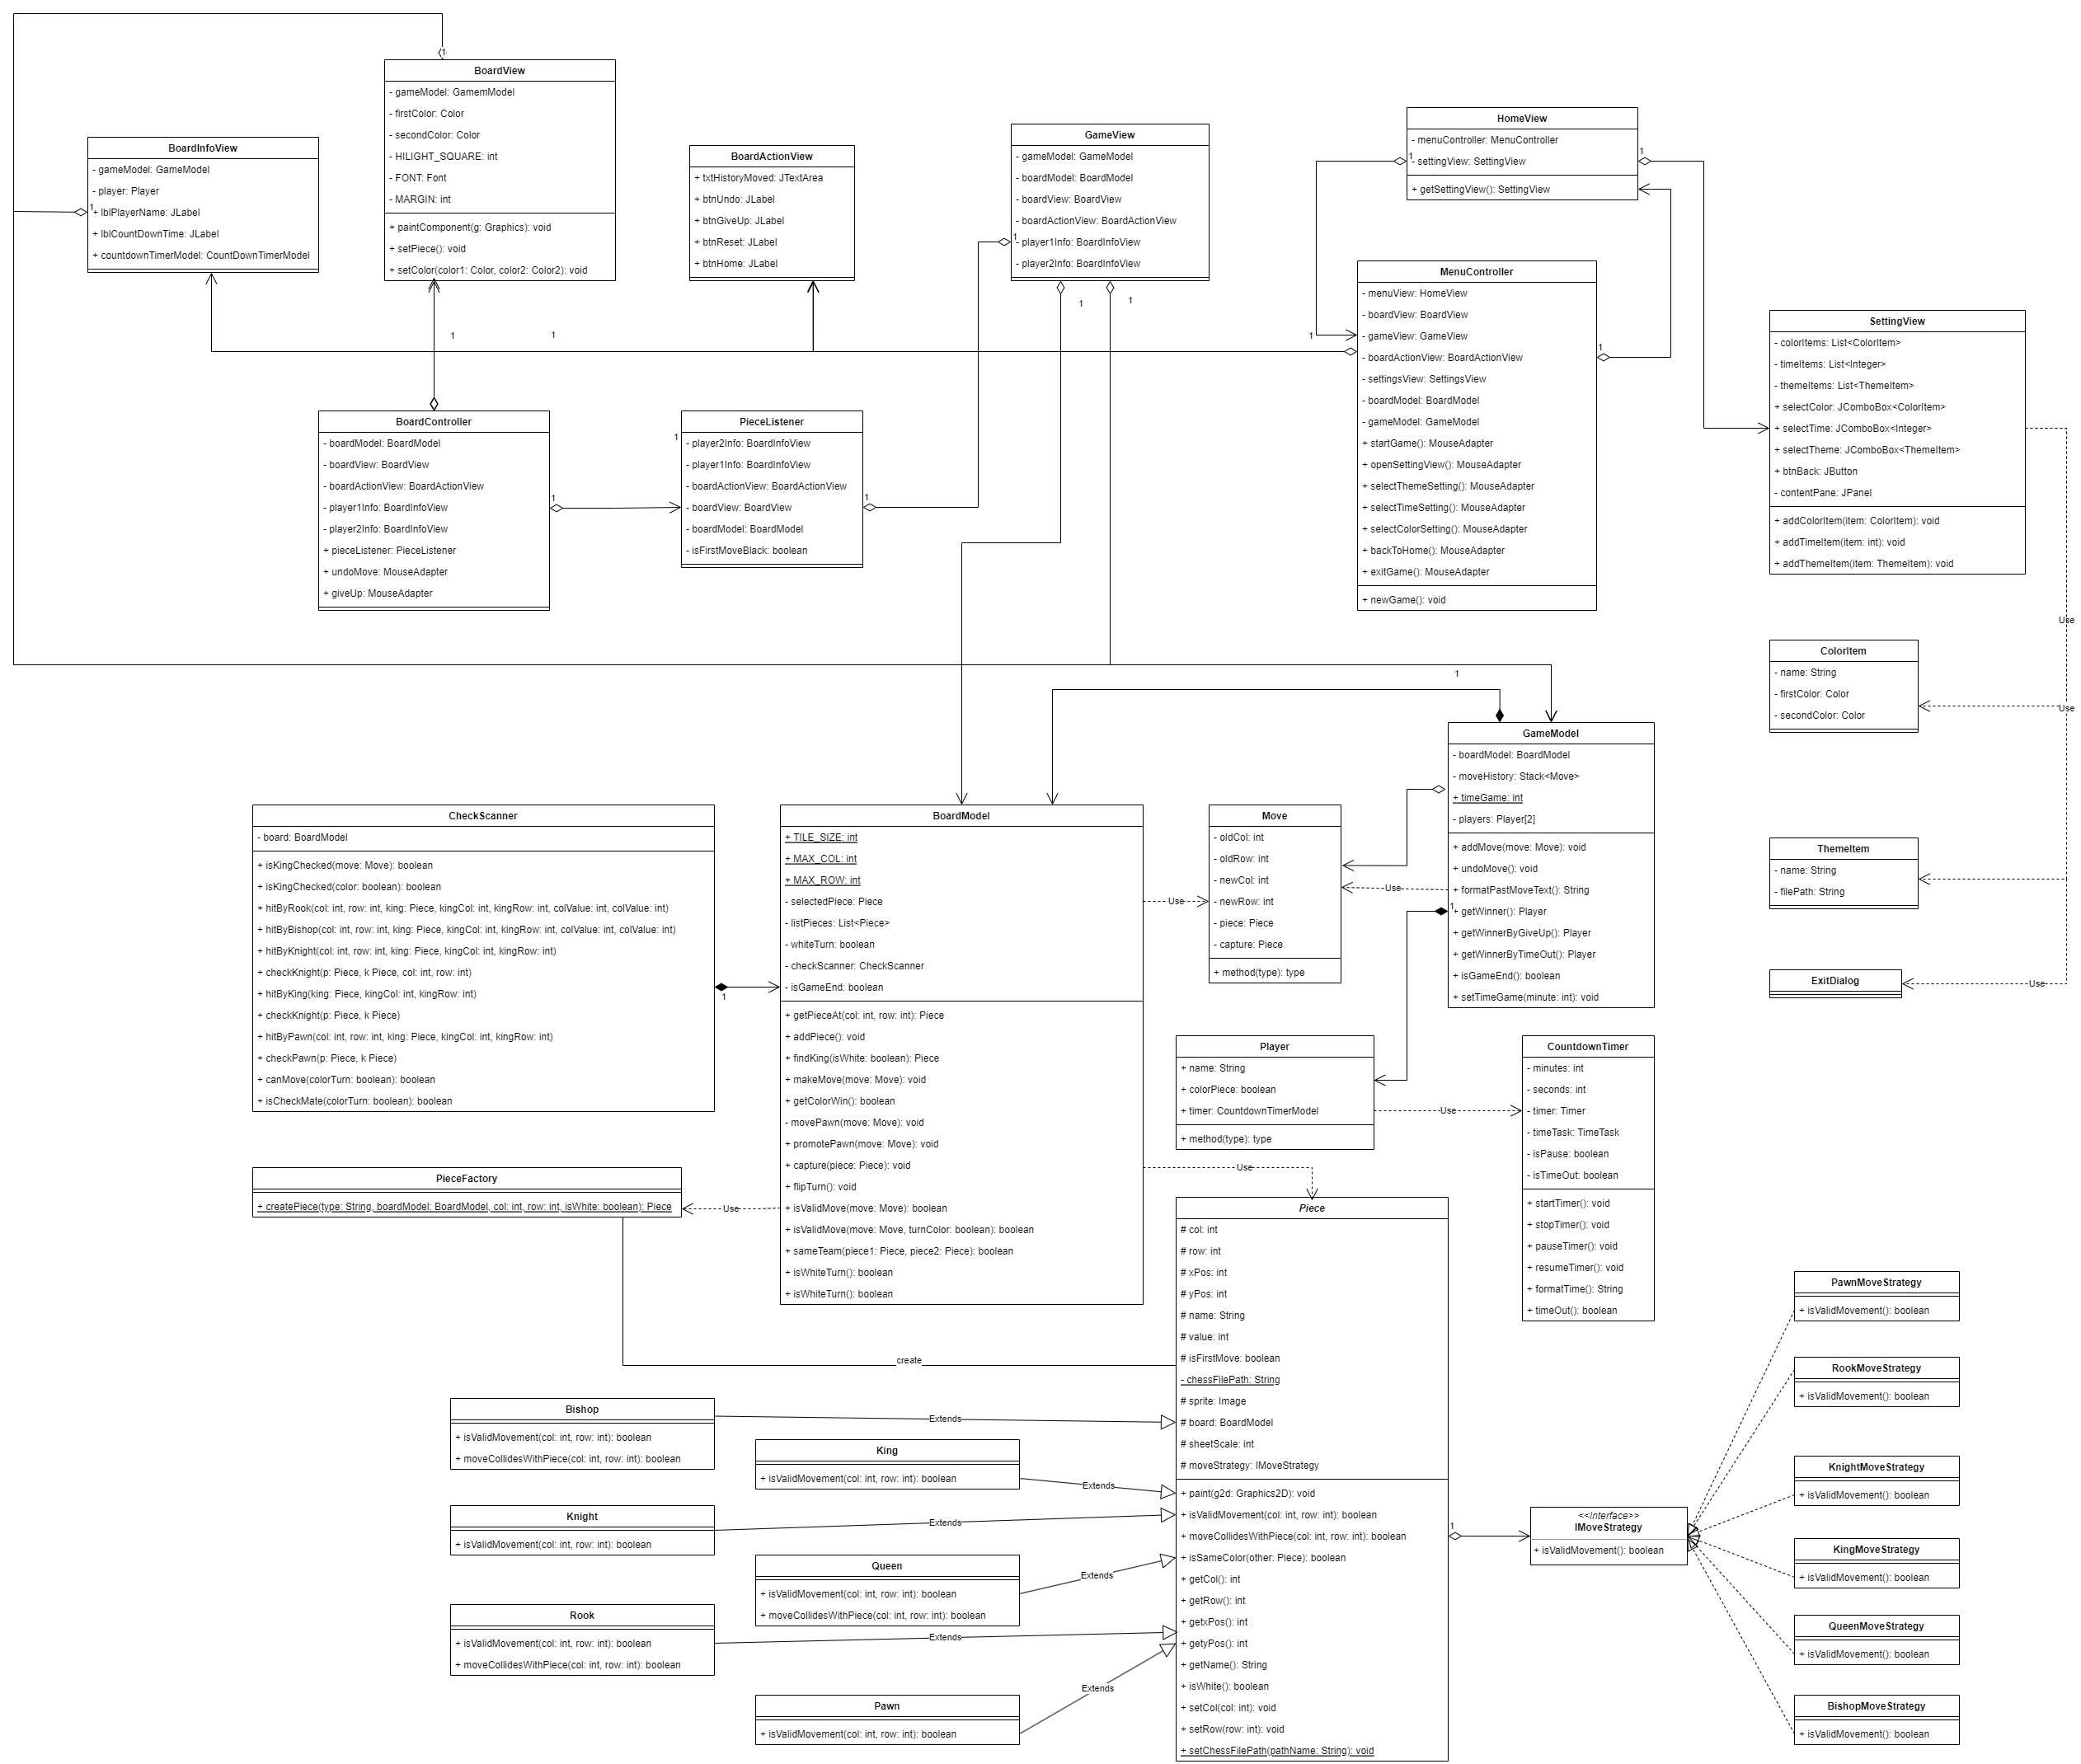 1
BoardView
- gameModel: GamemModel
- firstColor: Color
- secondColor: Color
- HILIGHT_SQUARE: int
- FONT: Font
- MARGIN: int
+ paintComponent(g: Graphics): void
+ setPiece(): void
+ setColor(color1: Color, color2: Color2): void
BoardInfoView
- gameModel: GameModel
- player: Player
1
+ lblPlayerName: JLabel
+ lblCountDownTime: JLabel
+ countdownTimerModel: CountDownTimerModel
BoardActionView
+ txtHistoryMoved: JTextArea
+ btnUndo: JLabel
+ btnGiveUp: JLabel
+ btnReset: JLabel
+ btnHome: JLabel
GameView
- gameModel: GameModel
- boardModel: BoardModel
- boardView: BoardView
- boardActionView: BoardActionView
1
- player1Info: BoardInfoView
- player2Info: BoardInfoView
1
1
HomeView
- menuController: MenuController
1
- settingView: SettingView
1
+ getSettingView(): SettingView
MenuController
- menuView: HomeView
- boardView: BoardView
- gameView: GameView
- boardActionView: BoardActionView
- settingsView: SettingsView
- boardModel: BoardModel
- gameModel: GameModel
+ startGame(): MouseAdapter
+ openSettingView(): MouseAdapter
+ selectThemeSetting(): MouseAdapter
+ selectTimeSetting(): MouseAdapter
+ selectColorSetting(): MouseAdapter
+ backToHome(): MouseAdapter
+ exitGame(): MouseAdapter
+ newGame(): void
1
1
1
1
SettingView
- colorItems: List<ColorItem>
- timeItems: List<Integer>
- themeItems: List<ThemeItem>
+ selectColor: JComboBox<ColorItem>
+ selectTime: JComboBox<Integer>
+ selectTheme: JComboBox<ThemeItem>
+ btnBack: JButton
- contentPane: JPanel
+ addColorItem(item: ColorItem): void
+ addTimeItem(item: int): void
+ addThemeItem(item: ThemeItem): void
BoardController
- boardModel: BoardModel
- boardView: BoardView
- boardActionView: BoardActionView
- player1Info: BoardInfoView
- player2Info: BoardInfoView
+ pieceListener: PieceListener
+ undoMove: MouseAdapter
+ giveUp: MouseAdapter
1
PieceListener
1
- player2Info: BoardInfoView
- player1Info: BoardInfoView
- boardActionView: BoardActionView
- boardView: BoardView
- boardModel: BoardModel
- isFirstMoveBlack: boolean
1
Use
ColorItem
- name: String
- firstColor: Color
- secondColor: Color
Use
ThemeItem
- name: String
- filePath: String
ExitDialog
Use
1
GameModel
- boardModel: BoardModel
- moveHistory: Stack<Move>
+ timeGame: int
- players: Player[2]
+ addMove(move: Move): void
+ undoMove(): void
+ formatPastMoveText(): String
1
+ getWinner(): Player
+ getWinnerByGiveUp(): Player
+ getWinnerByTimeOut(): Player
+ isGameEnd(): boolean
+ setTimeGame(minute: int): void
CheckScanner
- board: BoardModel
+ isKingChecked(move: Move): boolean
+ isKingChecked(color: boolean): boolean
+ hitByRook(col: int, row: int, king: Piece, kingCol: int, kingRow: int, colValue: int, colValue: int)
+ hitByBishop(col: int, row: int, king: Piece, kingCol: int, kingRow: int, colValue: int, colValue: int)
+ hitByKnight(col: int, row: int, king: Piece, kingCol: int, kingRow: int)
+ checkKnight(p: Piece, k Piece, col: int, row: int)
+ hitByKing(king: Piece, kingCol: int, kingRow: int)
+ checkKnight(p: Piece, k Piece)
+ hitByPawn(col: int, row: int, king: Piece, kingCol: int, kingRow: int)
+ checkPawn(p: Piece, k Piece)
+ canMove(colorTurn: boolean): boolean
+ isCheckMate(colorTurn: boolean): boolean
1
BoardModel
+ TILE_SIZE: int
+ MAX_COL: int
+ MAX_ROW: int
- selectedPiece: Piece
- listPieces: List<Piece>
- whiteTurn: boolean
- checkScanner: CheckScanner
- isGameEnd: boolean
+ getPieceAt(col: int, row: int): Piece
+ addPiece(): void
+ findKing(isWhite: boolean): Piece
+ makeMove(move: Move): void
+ getColorWin(): boolean
- movePawn(move: Move): void
+ promotePawn(move: Move): void
+ capture(piece: Piece): void
+ flipTurn(): void
+ isValidMove(move: Move): boolean
+ isValidMove(move: Move, turnColor: boolean): boolean
+ sameTeam(piece1: Piece, piece2: Piece): boolean
+ isWhiteTurn(): boolean
+ isWhiteTurn(): boolean
Use
Move
- oldCol: int
- oldRow: int
- newCol: int
- newRow: int
- piece: Piece
- capture: Piece
+ method(type): type
Use
Player
+ name: String
+ colorPiece: boolean
+ timer: CountdownTimerModel
+ method(type): type
Use
CountdownTimer
- minutes: int
- seconds: int
- timer: Timer
- timeTask: TimeTask
- isPause: boolean
- isTimeOut: boolean
+ startTimer(): void
+ stopTimer(): void
+ pauseTimer(): void
+ resumeTimer(): void
+ formatTime(): String
+ timeOut(): boolean
PieceFactory
+ createPiece(type: String, boardModel: BoardModel, col: int, row: int, isWhite: boolean): Piece
Use
Use
create
Piece
# col: int
# row: int
# xPos: int
# yPos: int
# name: String
# value: int
# isFirstMove: boolean
- chessFilePath: String
# sprite: Image
# board: BoardModel
# sheetScale: int
# moveStrategy: IMoveStrategy
+ paint(g2d: Graphics2D): void
+ isValidMovement(col: int, row: int): boolean
+ moveCollidesWithPiece(col: int, row: int): boolean
+ isSameColor(other: Piece): boolean
+ getCol(): int
+ getRow(): int
+ getxPos(): int
+ getyPos(): int
+ getName(): String
+ isWhite(): boolean
+ setCol(col: int): void
+ setRow(row: int): void
+ setChessFilePath(pathName: String): void
Bishop
+ isValidMovement(col: int, row: int): boolean
+ moveCollidesWithPiece(col: int, row: int): boolean
Extends
King
+ isValidMovement(col: int, row: int): boolean
Extends
Knight
+ isValidMovement(col: int, row: int): boolean
Extends
Queen
+ isValidMovement(col: int, row: int): boolean
+ moveCollidesWithPiece(col: int, row: int): boolean
Extends
Rook
+ isValidMovement(col: int, row: int): boolean
+ moveCollidesWithPiece(col: int, row: int): boolean
Extends
Pawn
+ isValidMovement(col: int, row: int): boolean
Extends
1
<<Interface>>
IMoveStrategy
+ isValidMovement(): boolean
PawnMoveStrategy
+ isValidMovement(): boolean
RookMoveStrategy
+ isValidMovement(): boolean
KnightMoveStrategy
+ isValidMovement(): boolean
KingMoveStrategy
+ isValidMovement(): boolean
QueenMoveStrategy
+ isValidMovement(): boolean
BishopMoveStrategy
+ isValidMovement(): boolean